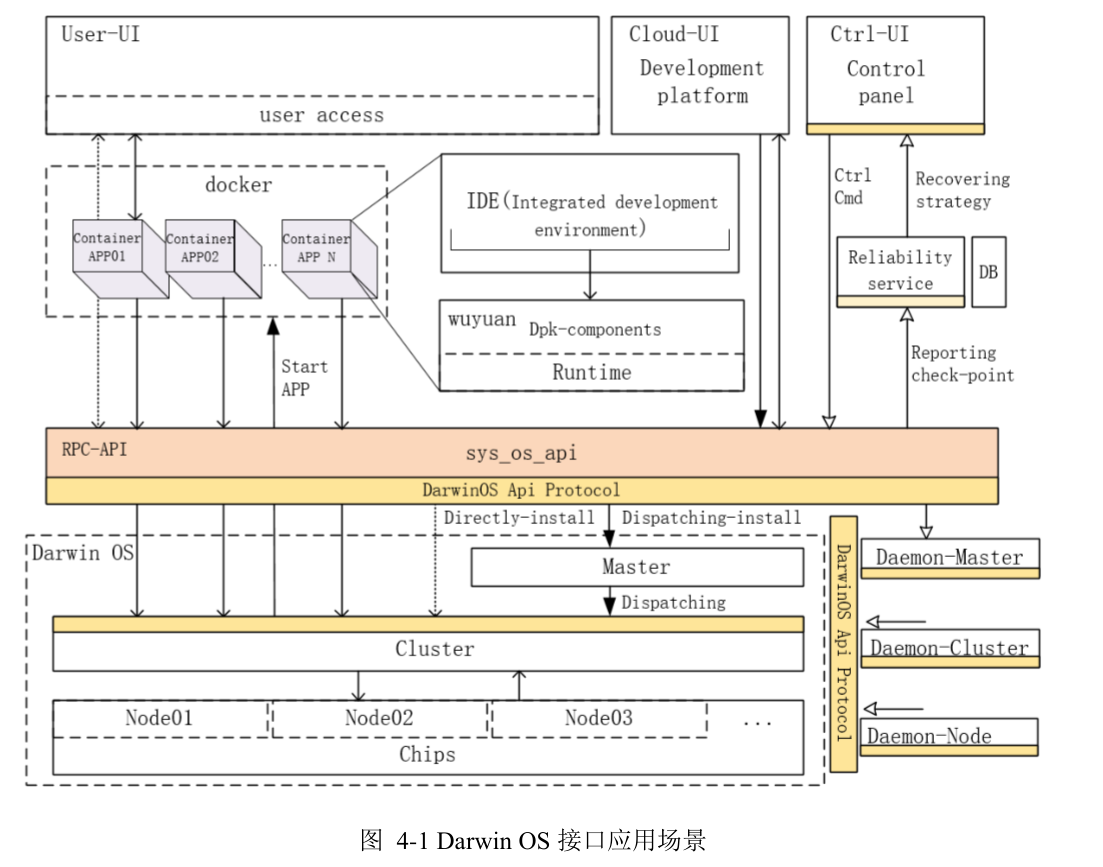 User-UI
user access
Cloud-UI
Development
platform
Ctrl-UI
Control
panel
docker
Container
APP01
Container
APP02
...
Container
APP N
IDE(Integrated development
environment)
wuyuan
Dpk-components
Runtime
Start
APP
Ctrl
Cmd
Recovering
strategy
Reliability
service
DB
Reporting
check-point
RPC-API
sys_os_api
DarwinOS Api Protocol
Directly-install
Dispatching-install
Darwin OS
Master
Dispatching
Cluster
Node01
Node02
Node03
...
Chips
DarwinOS Api Protocol
Daemon-Master
Daemon-Cluster
Daemon-Node
图 4-1 Darwin OS 接口应用场景